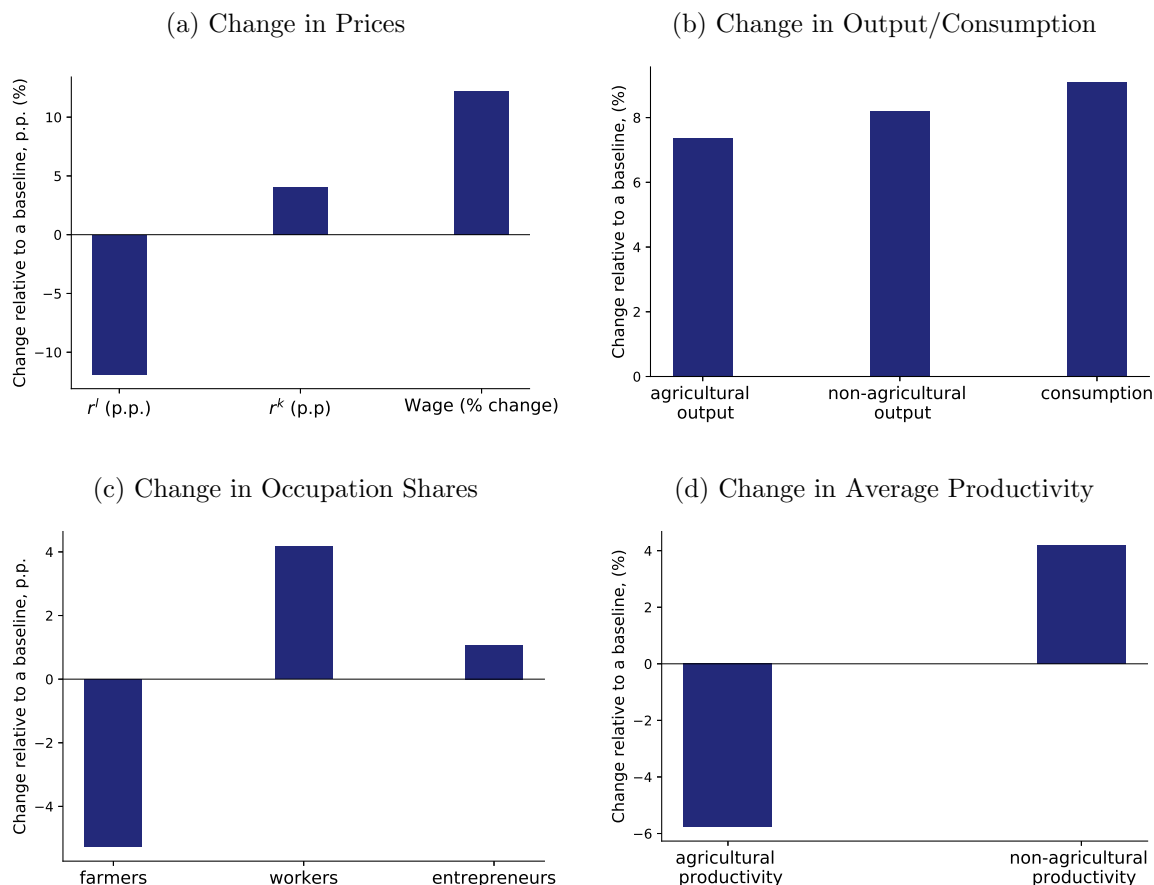 (a) Change in Prices
Change relative to a baseline, p.p. (%)
10
5
0
−5
−10
r^l (p.p.)
r^k (p.p)
Wage (% change)
(b) Change in Output/Consumption
Change relative to a baseline, (%)
8
6
4
2
0
agricultural
output
non-agricultural
output
consumption
(c) Change in Occupation Shares
Change relative to a baseline, p.p.
4
2
0
−2
−4
farmers
workers
entrepreneurs
(d) Change in Average Productivity
Change relative to a baseline, (%)
4
2
0
−2
−4
−6
agricultural
productivity
non-agricultural
productivity